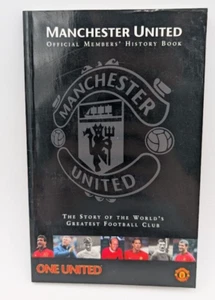 MANCHESTER UNITED
OFFICIAL MEMBERS' HISTORY BOOK
MANCHESTER
UNITED
THE STORY OF THE WORLD'S
GREATEST FOOTBALL CLUB
ONE UNITED